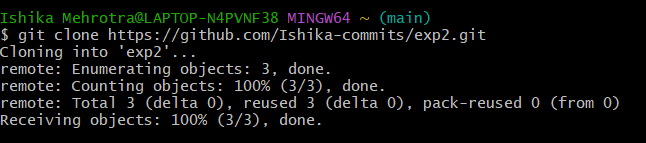 Ishika Mehrotra@LAPTOP-N4PVNF38 MINGW64 ~ (main)
$ git clone https://github.com/Ishika-commits/exp2.git
Cloning into 'exp2'...
remote: Enumerating objects: 3, done.
remote: Counting objects: 100% (3/3), done.
remote: Total 3 (delta 0), reused 3 (delta 0), pack-reused 0 (from 0)
Receiving objects: 100% (3/3), done.